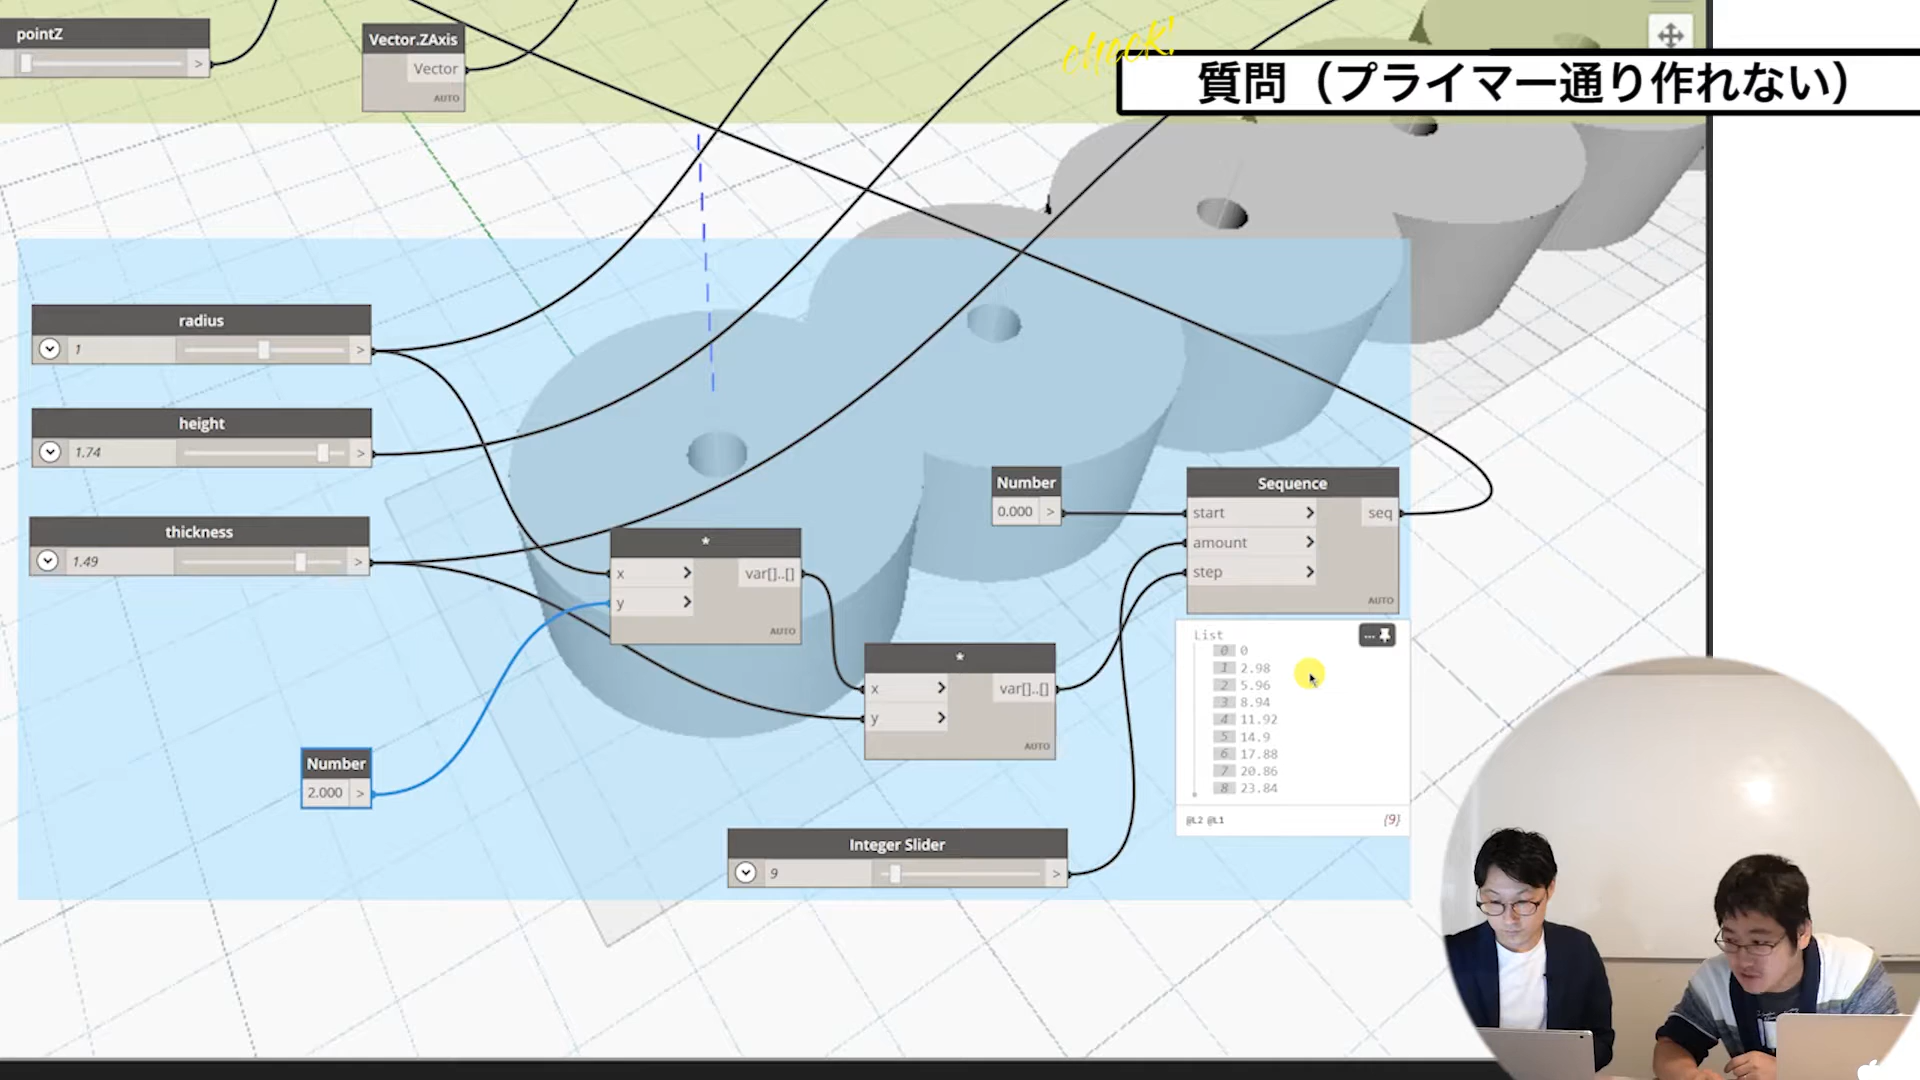 pointZ
>
Vector.ZAxis
Vector
AUTO
check!
質問（プライマー通り作れない）
radius
1
>
height
1.74
>
thickness
1.49
>
Number
0.000 >
Sequence
start > seq
amount >
step >
AUTO
*
x > var[]..[]
y >
AUTO
*
x > var[]..[]
y >
AUTO
List
0 0
1 2.98
2 5.96
3 8.94
4 11.92
5 14.9
6 17.88
7 20.86
8 23.84
@L2 @L1 {9}
Number
2.000 >
Integer Slider
9 >